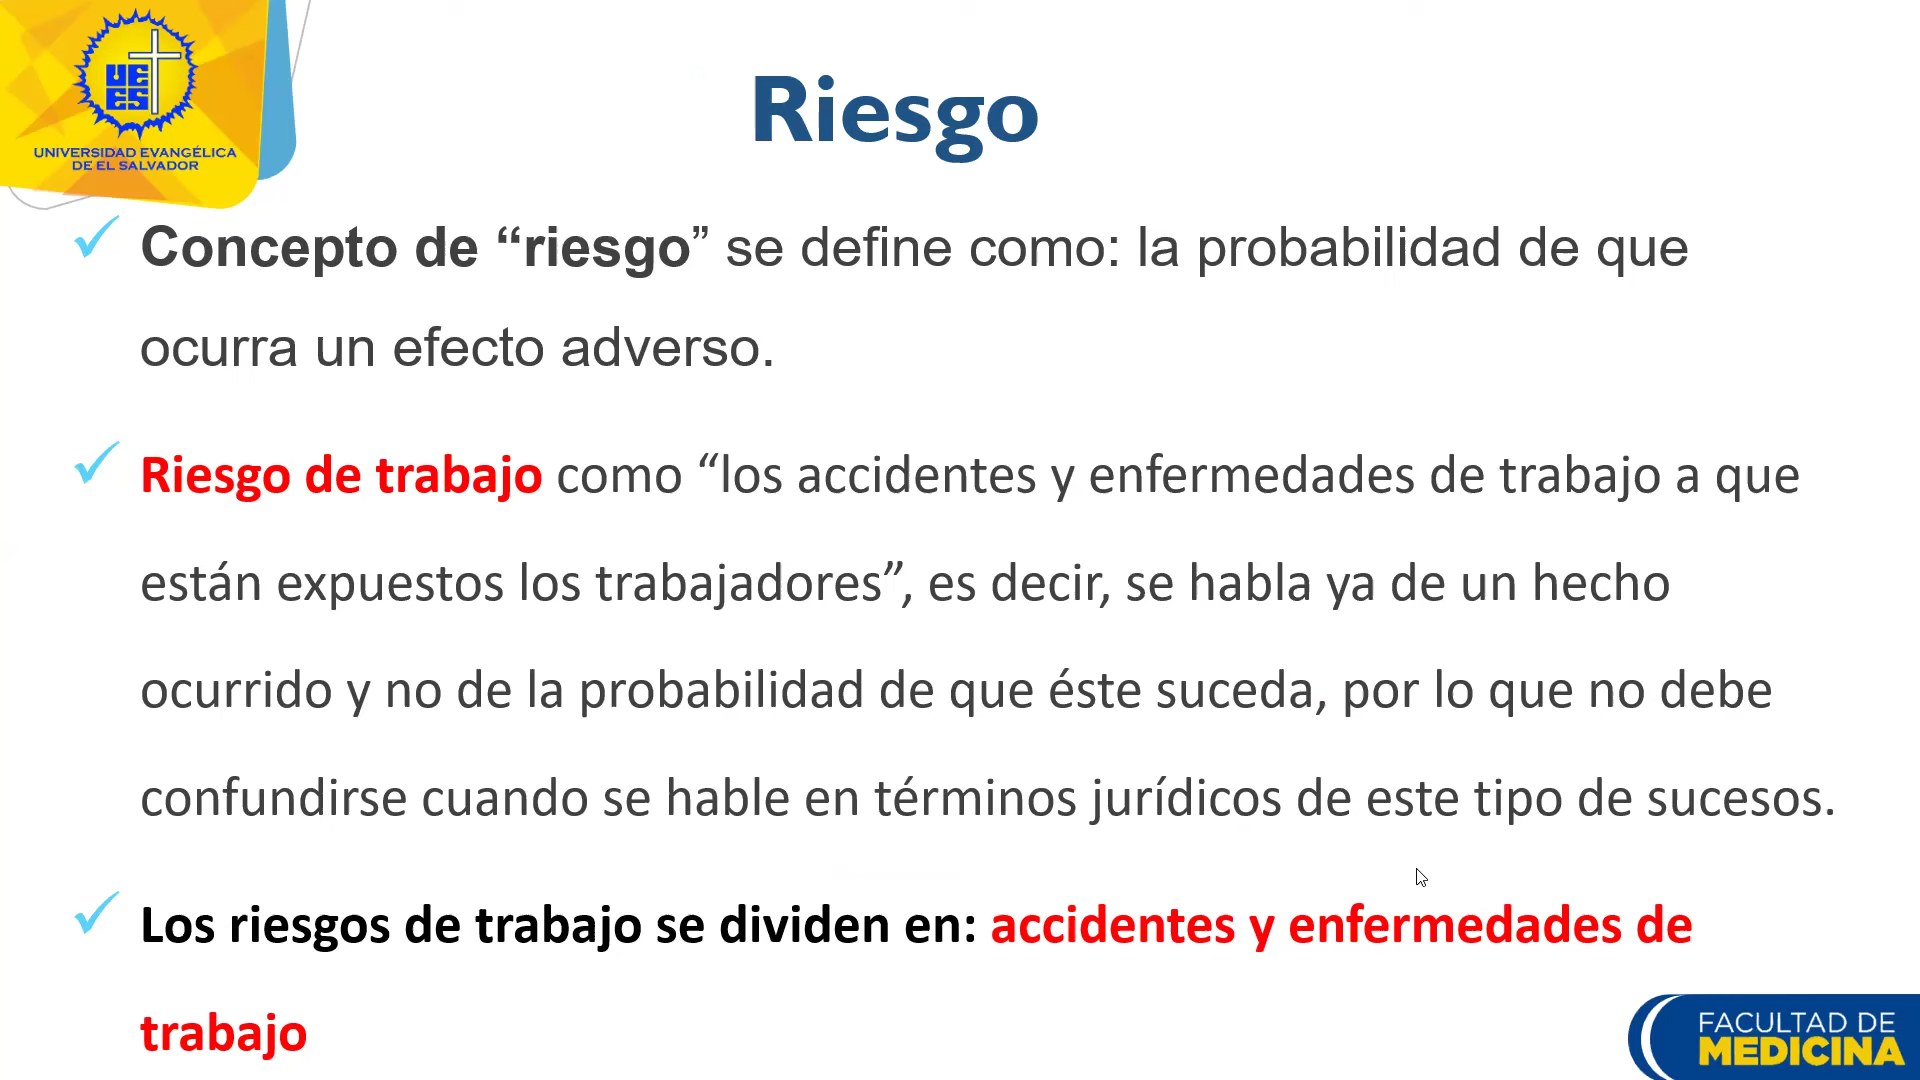 UE
ES
UNIVERSIDAD EVANGÉLICA
DE EL SALVADOR
Riesgo
Concepto de “riesgo” se define como: la probabilidad de que
ocurra un efecto adverso.
Riesgo de trabajo como “los accidentes y enfermedades de trabajo a que
están expuestos los trabajadores”, es decir, se habla ya de un hecho
ocurrido y no de la probabilidad de que éste suceda, por lo que no debe
confundirse cuando se hable en términos jurídicos de este tipo de sucesos.
Los riesgos de trabajo se dividen en: accidentes y enfermedades de
trabajo
FACULTAD DE
MEDICINA